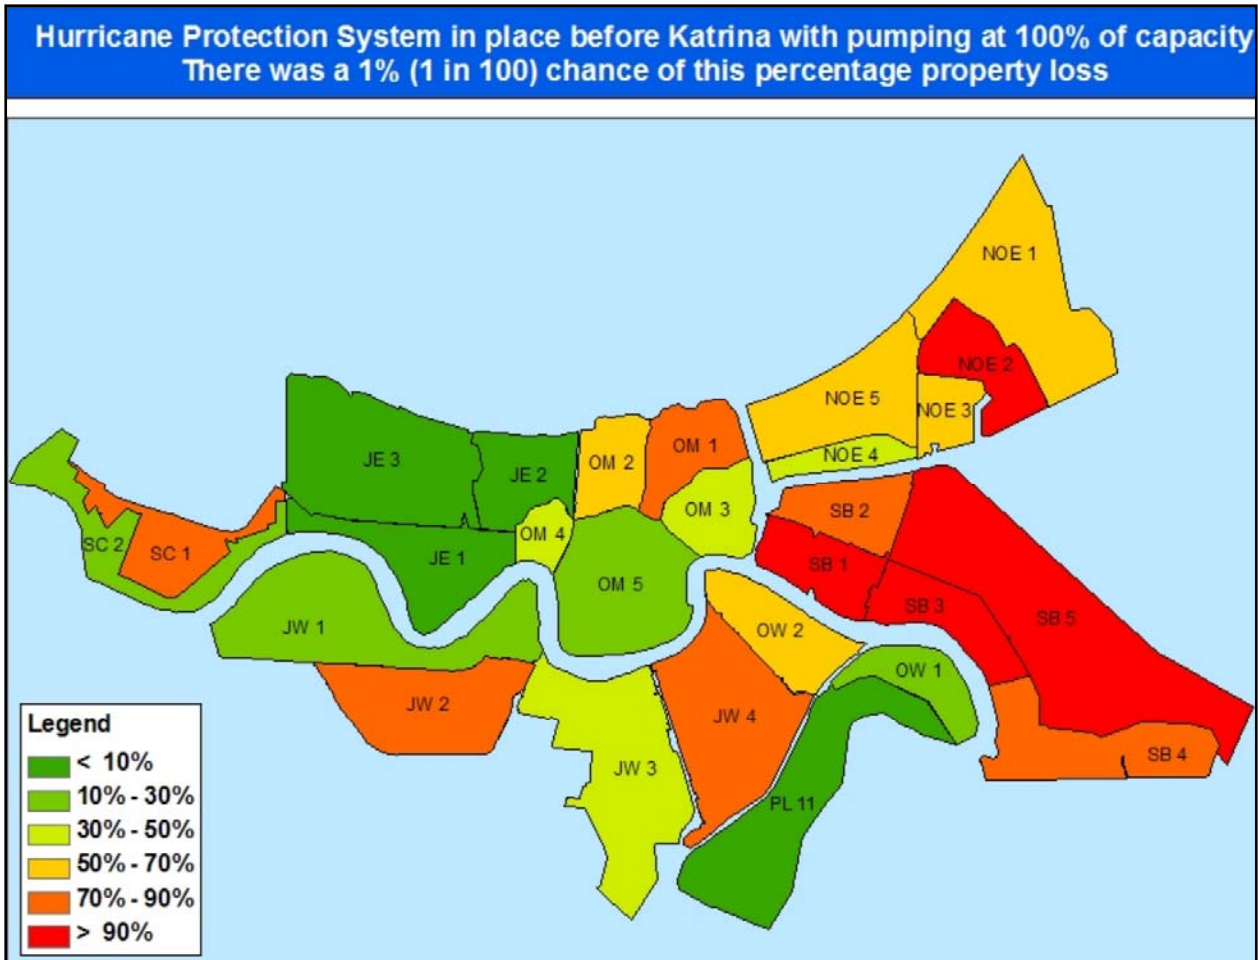 Hurricane Protection System in place before Katrina with pumping at 100% of capacity
There was a 1% (1 in 100) chance of this percentage property loss
NOE 1
NOE 2
NOE 5
NOE 3
OM 1
JE 3
OM 2
NOE 4
JE 2
OM 3
SB 2
OM 4
SC 2
SC 1
JE 1
SB 1
OM 5
SB 3
SB 5
JW 1
OW 2
OW 1
JW 2
JW 4
SB 4
JW 3
PL 11
Legend
< 10%
10% - 30%
30% - 50%
50% - 70%
70% - 90%
> 90%